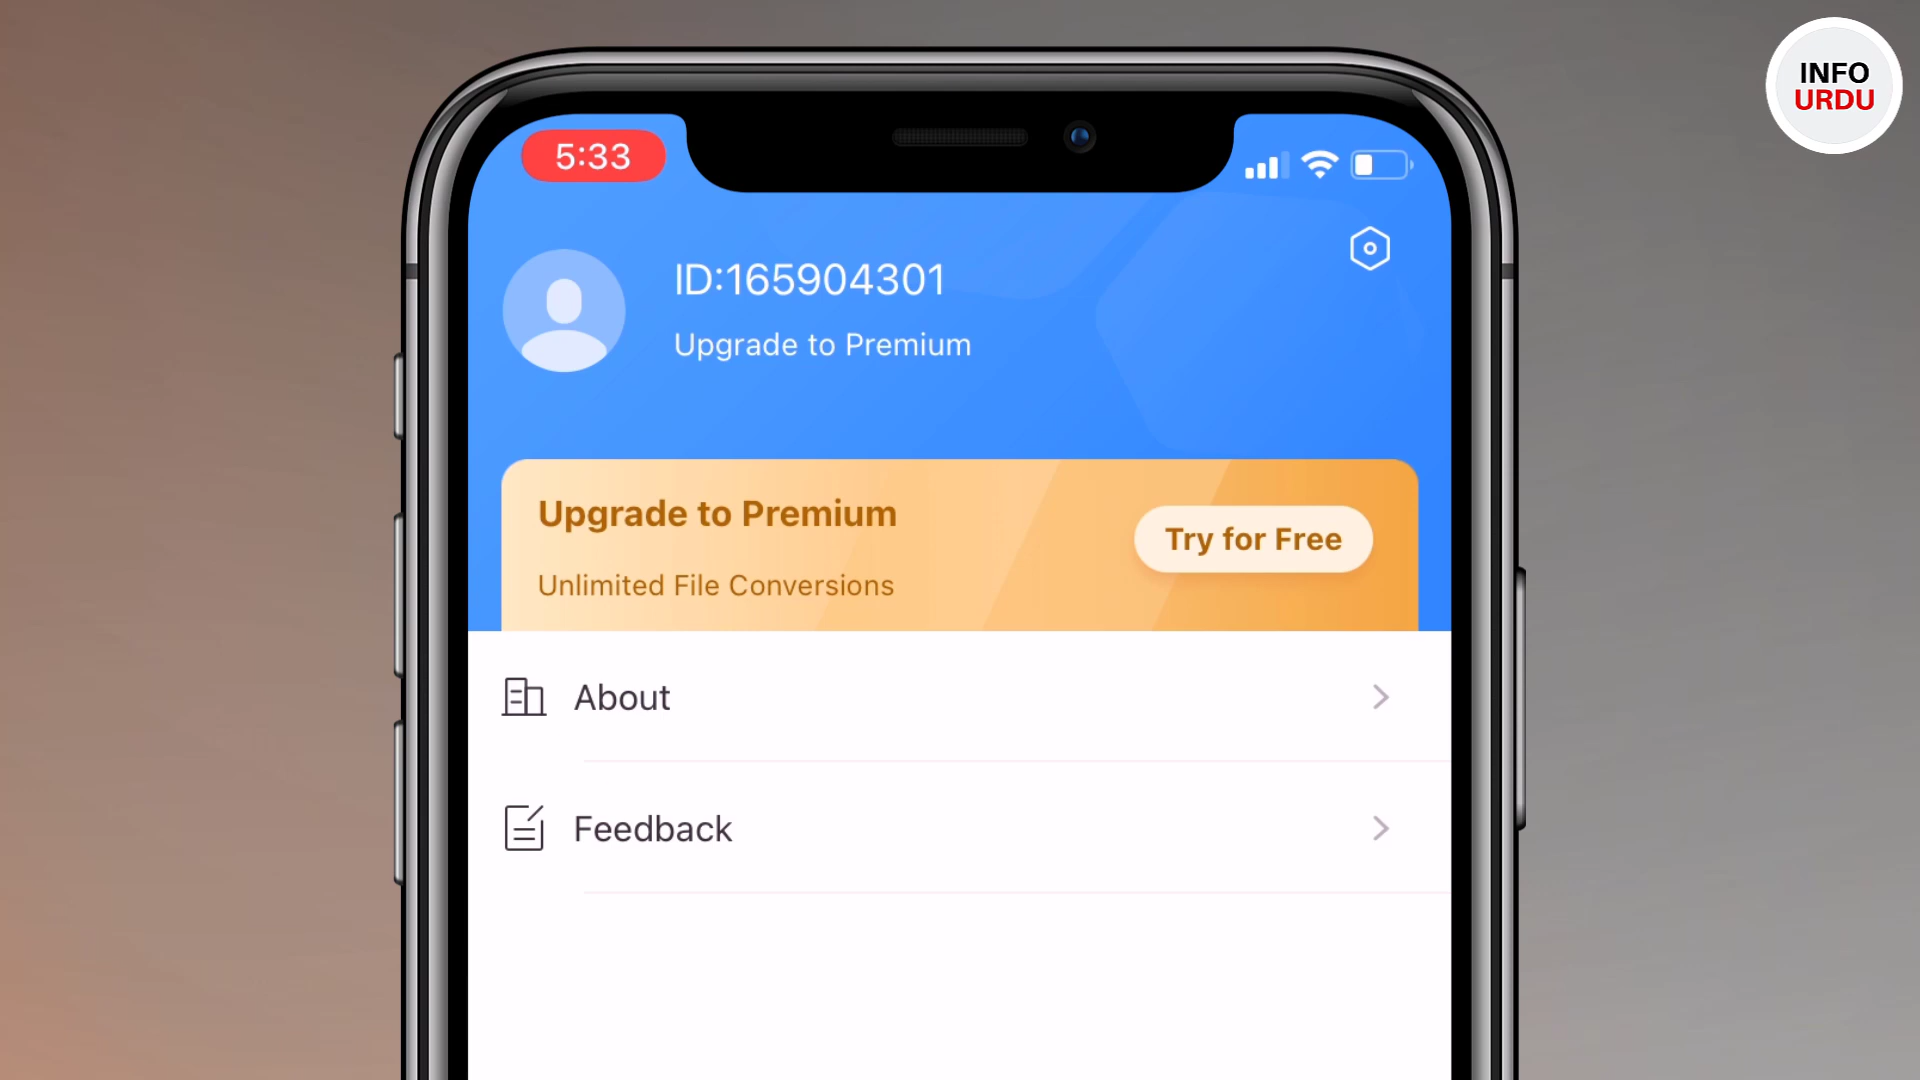 INFO
URDU
5:33
ID:165904301
Upgrade to Premium
Upgrade to Premium
Try for Free
Unlimited File Conversions
About
Feedback